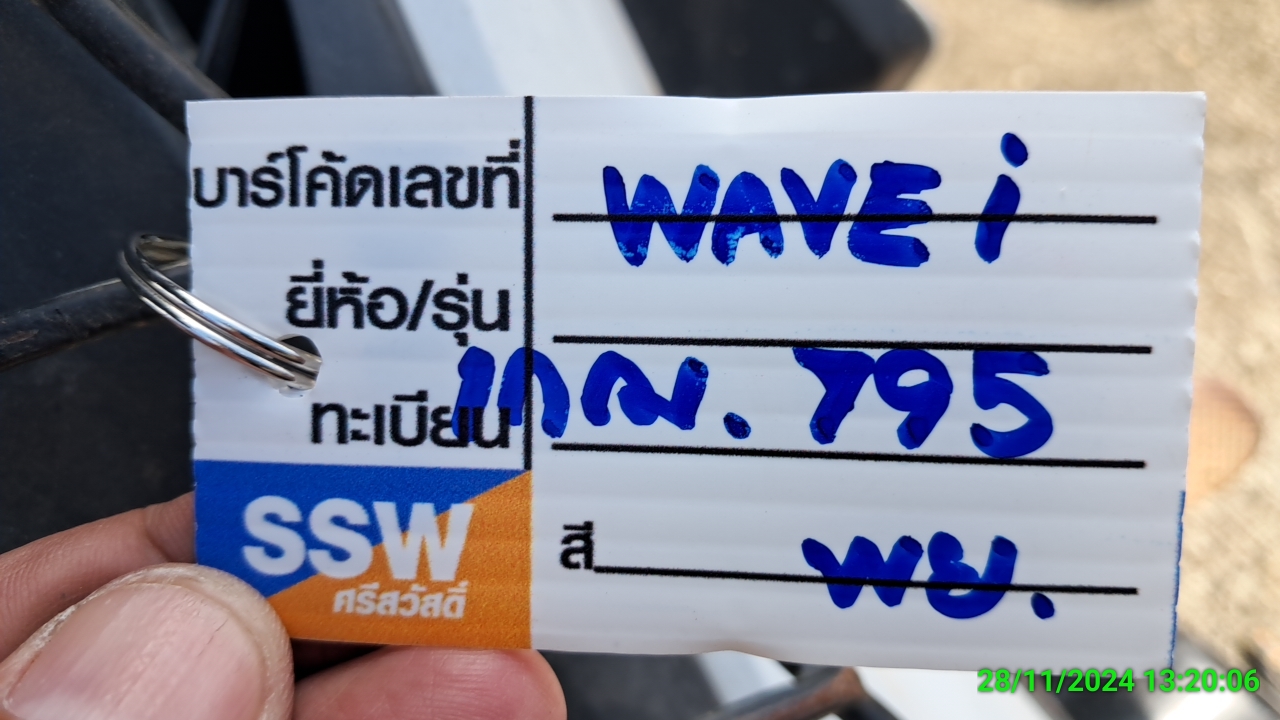 บาร์โค้ดเลขที่ WAVE i
ยี่ห้อ/รุ่น
ทะเบียน 1กฌ. 795
SSW
ศรีสวัสดิ์
สี พย.
28/11/2024 13:20:06